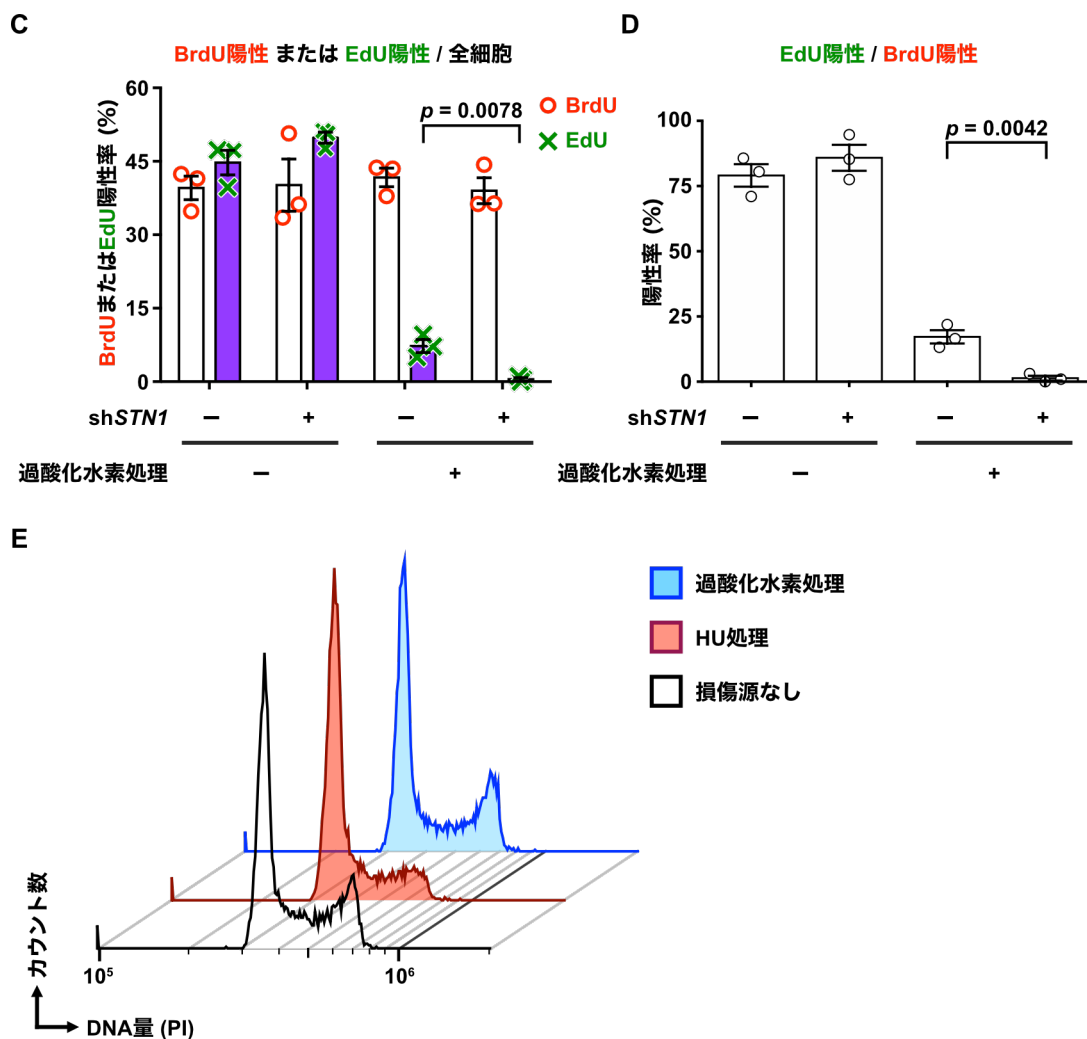 C
BrdU陽性 または EdU陽性 / 全細胞
BrdUまたはEdU陽性率 (%)
60
45
30
15
0
p = 0.0078
BrdU
EdU
shSTN1 – + – +
過酸化水素処理 – +
D
EdU陽性 / BrdU陽性
陽性率 (%)
100
75
50
25
0
p = 0.0042
– + – +
過酸化水素処理 – +
E
過酸化水素処理
HU処理
損傷源なし
カウント数
10⁵ 10⁶
DNA量 (PI)